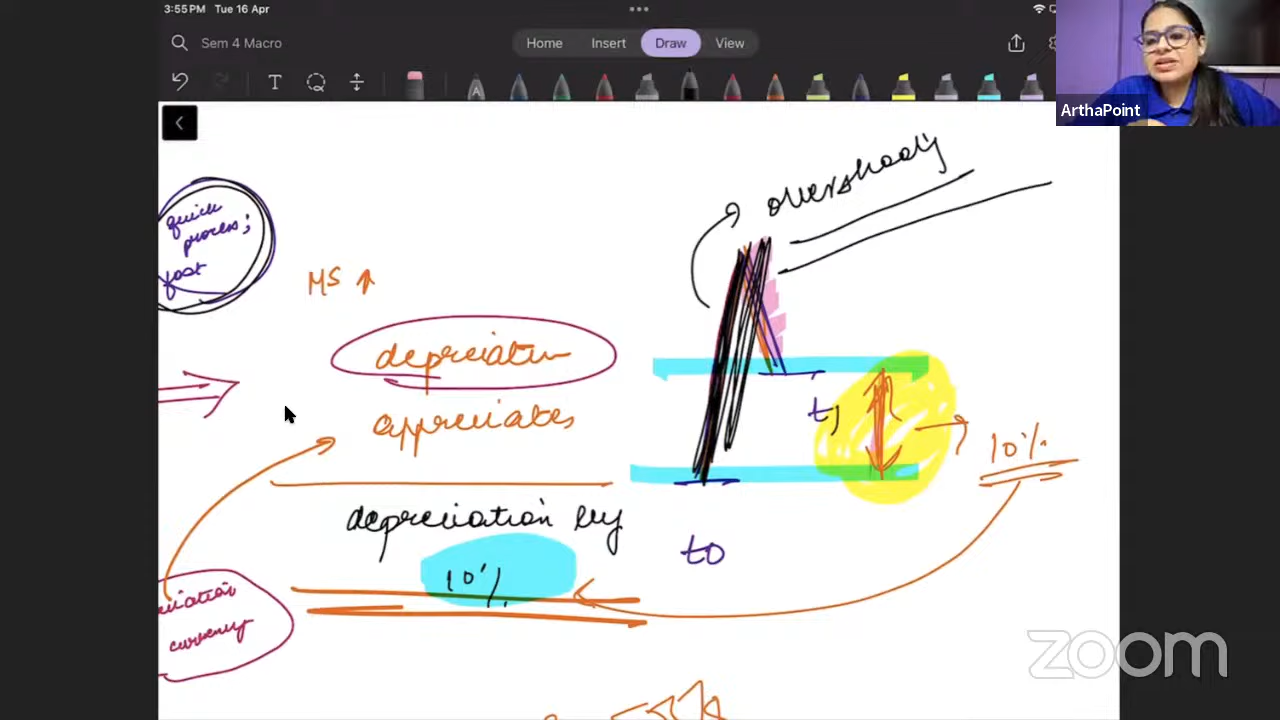 3:55 PM Tue 16 Apr
Sem 4 Macro
Home Insert Draw View
T
A
ArthaPoint
overshooting
quick
process;
fast
MS ↑
depreciation
appreciates
t1
10%
depreciation by
10%
t0
currency
zoom